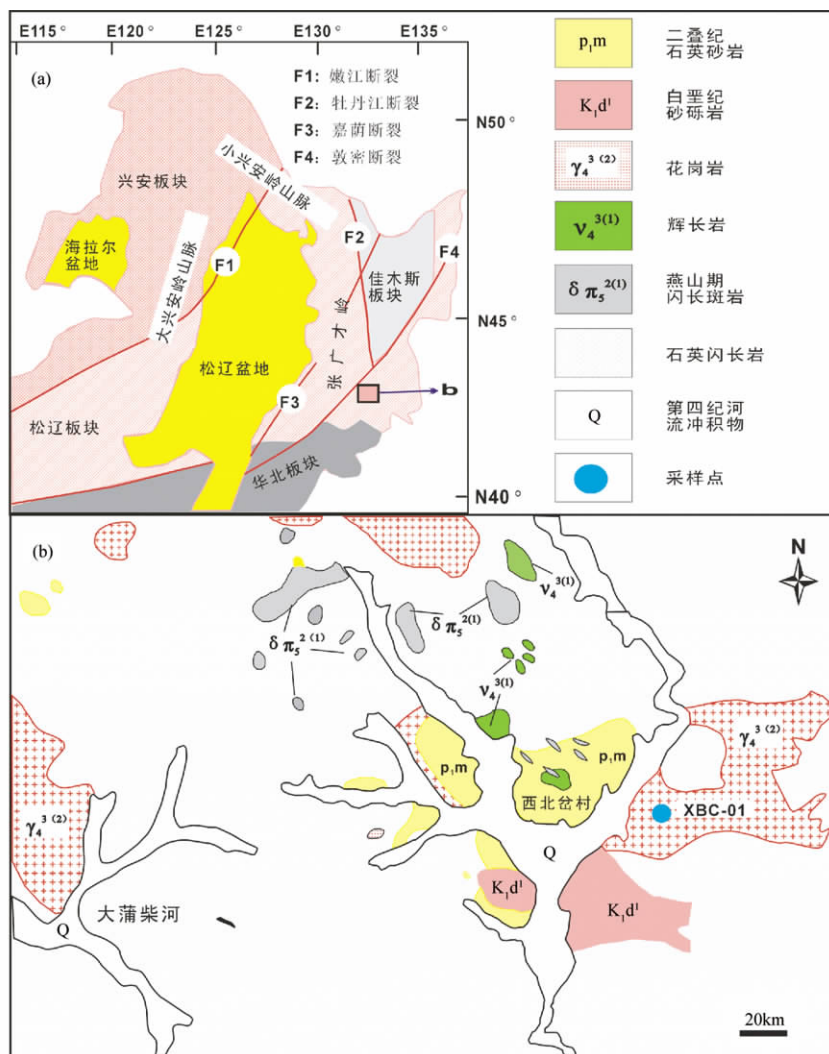 E115° E120° E125° E130° E135°
(a)
F1: 嫩江断裂
F2: 牡丹江断裂
F3: 嘉荫断裂
F4: 敦密断裂
N50°
小兴安岭山脉
兴安板块
海拉尔
盆地
大兴安岭山脉
F1
F2
F4
佳木斯
板块
张广才岭
N45°
松辽盆地
b
F3
松辽板块
华北板块
N40°
p₁m
二叠纪
石英砂岩
K₁d¹
白垩纪
砂砾岩
γ₄³⁽²⁾
花岗岩
ν₄³⁽¹⁾
辉长岩
δπ₅²⁽¹⁾
燕山期
闪长斑岩
石英闪长岩
Q
第四纪河
流冲积物
采样点
(b)
N
ν₄³⁽¹⁾
δπ₅²⁽¹⁾
δπ₅²⁽¹⁾
ν₄³⁽¹⁾
γ₄³⁽²⁾
p₁m
p₁m
西北岔村
XBC-01
γ₄³⁽²⁾
Q
K₁d¹
K₁d¹
大蒲柴河
Q
20km